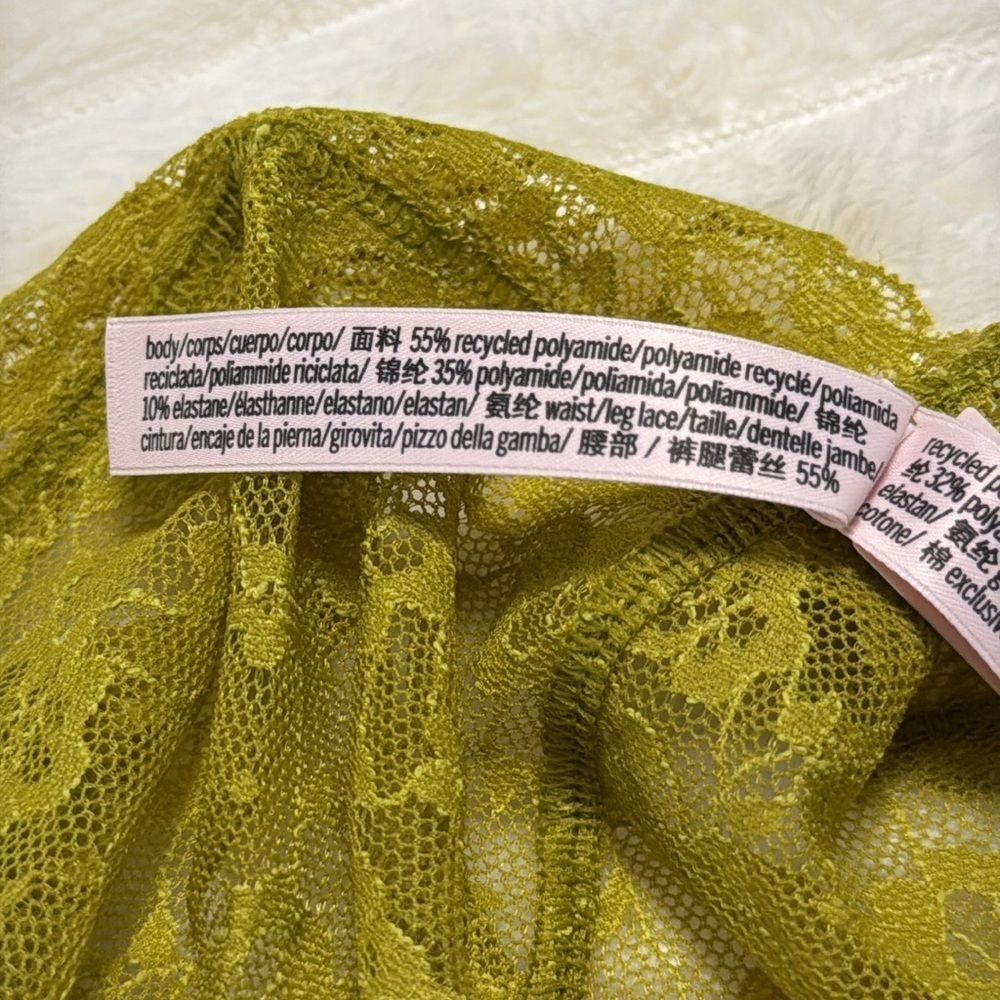 body/corps/cuerpo/corpo/ 面料 55% recycled polyamide/polyamide recyclé/poliamida
reciclada/poliammide riciclata/ 锦纶 35% polyamide/poliamida/poliammide/ 锦纶
10% elastane/élasthanne/elastano/elastan/ 氨纶 waist/leg lace/taille/dentelle jambe/
cintura/encaje de la pierna/girovita/pizzo della gamba/ 腰部 / 裤腿蕾丝 55%
recycled
纶 32%
elastan/ 氨纶
cotone/ 棉